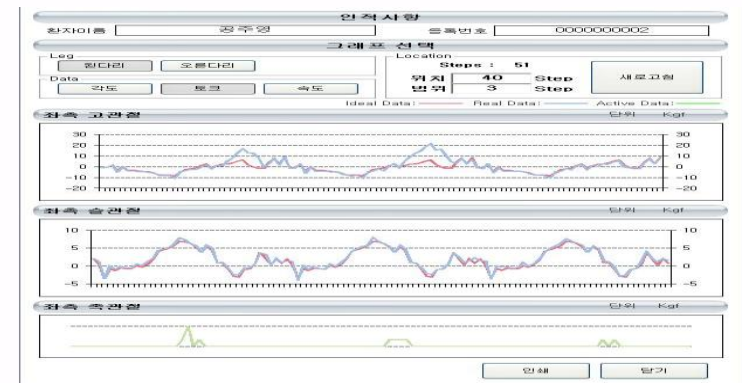 인적사항
환자이름 공주영 등록번호 0000000002
그래프 선택
Leg
왼다리 오른다리
Data
각도 토크 속도
Location
Steps : 51
위치 40 Step
범위 3 Step
새로고침
Ideal Data: Real Data: Active Data:
좌측 고관절 단위 Kgf
30 30
20 20
10 10
0 0
-10 -10
-20 -20
좌측 슬관절 단위 Kgf
10 10
5 5
0 0
-5 -5
좌측 족관절 단위 Kgf
인쇄 닫기